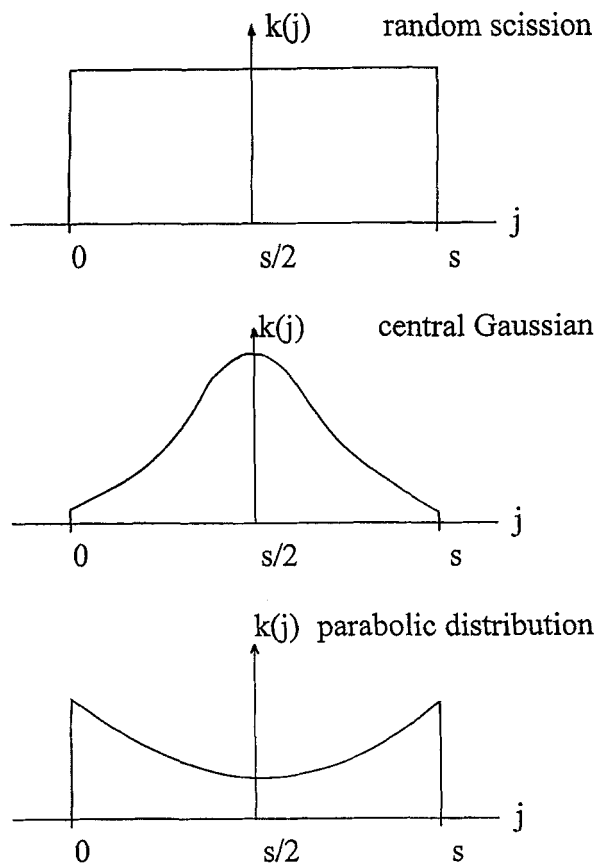 k(j) random scission
j
0 s/2 s
k(j) central Gaussian
j
0 s/2 s
k(j) parabolic distribution
j
0 s/2 s